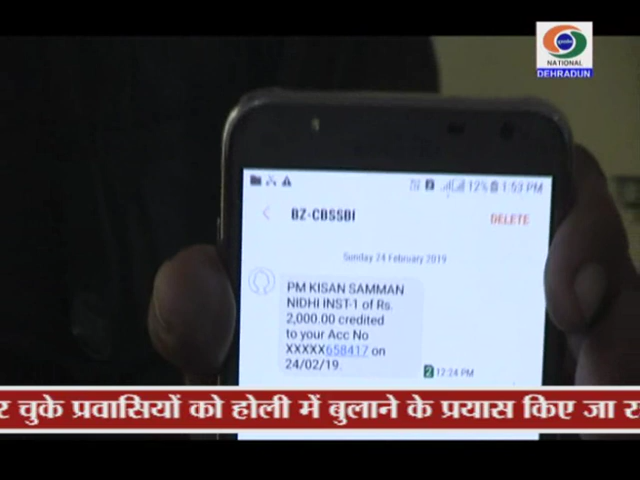 NATIONAL
DEHRADUN
12% 1:53 PM
BZ-CBSSBI
DELETE
Sunday 24 February 2019
PM KISAN SAMMAN
NIDHI INST-1 of Rs.
2,000.00 credited
to your Acc No
XXXXX658417 on
24/02/19.
2 12:24 PM
र चुके प्रवासियों को होली में बुलाने के प्रयास किए जा र